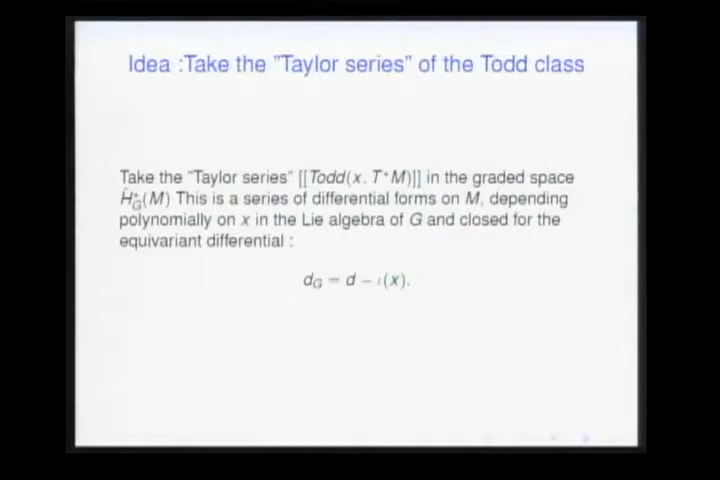 Idea :Take the "Taylor series" of the Todd class
Take the "Taylor series" [[Todd(x, T*M)]] in the graded space
Ĥ*_G(M) This is a series of differential forms on M, depending
polynomially on x in the Lie algebra of G and closed for the
equivariant differential :
d_G = d − ι(x).